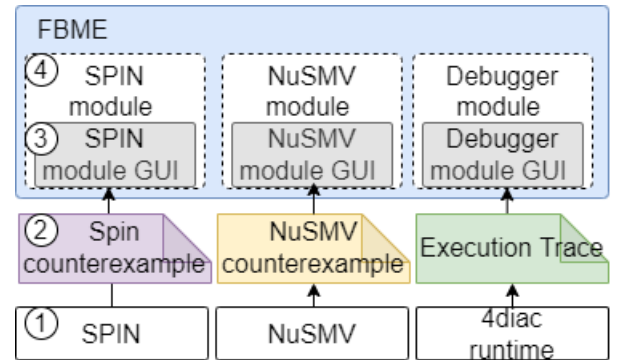 FBME
④ SPIN
module
NuSMV
module
Debugger
module
③ SPIN
module GUI
NuSMV
module GUI
Debugger
module GUI
② Spin
counterexample
NuSMV
counterexample
Execution Trace
① SPIN
NuSMV
4diac
runtime